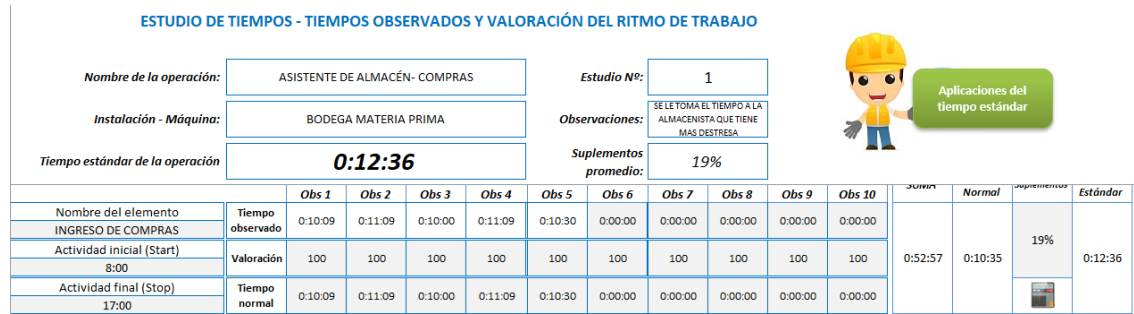 ESTUDIO DE TIEMPOS - TIEMPOS OBSERVADOS Y VALORACIÓN DEL RITMO DE TRABAJO
Nombre de la operación: ASISTENTE DE ALMACÉN- COMPRAS Estudio Nº: 1
Aplicaciones del
tiempo estándar
Instalación - Máquina: BODEGA MATERIA PRIMA Observaciones: SE LE TOMA EL TIEMPO A LA
ALMACENISTA QUE TIENE
MAS DESTRESA
Tiempo estándar de la operación 0:12:36 Suplementos
promedio: 19%
Obs 1 Obs 2 Obs 3 Obs 4 Obs 5 Obs 6 Obs 7 Obs 8 Obs 9 Obs 10 SUMA Normal Suplementos Estándar
Nombre del elemento
INGRESO DE COMPRAS
Tiempo
observado
0:10:09 0:11:09 0:10:00 0:11:09 0:10:30 0:00:00 0:00:00 0:00:00 0:00:00 0:00:00
Actividad inicial (Start)
8:00
Valoración 100 100 100 100 100 100 100 100 100 100
0:52:57 0:10:35 19% 0:12:36
Actividad final (Stop)
17:00
Tiempo
normal
0:10:09 0:11:09 0:10:00 0:11:09 0:10:30 0:00:00 0:00:00 0:00:00 0:00:00 0:00:00